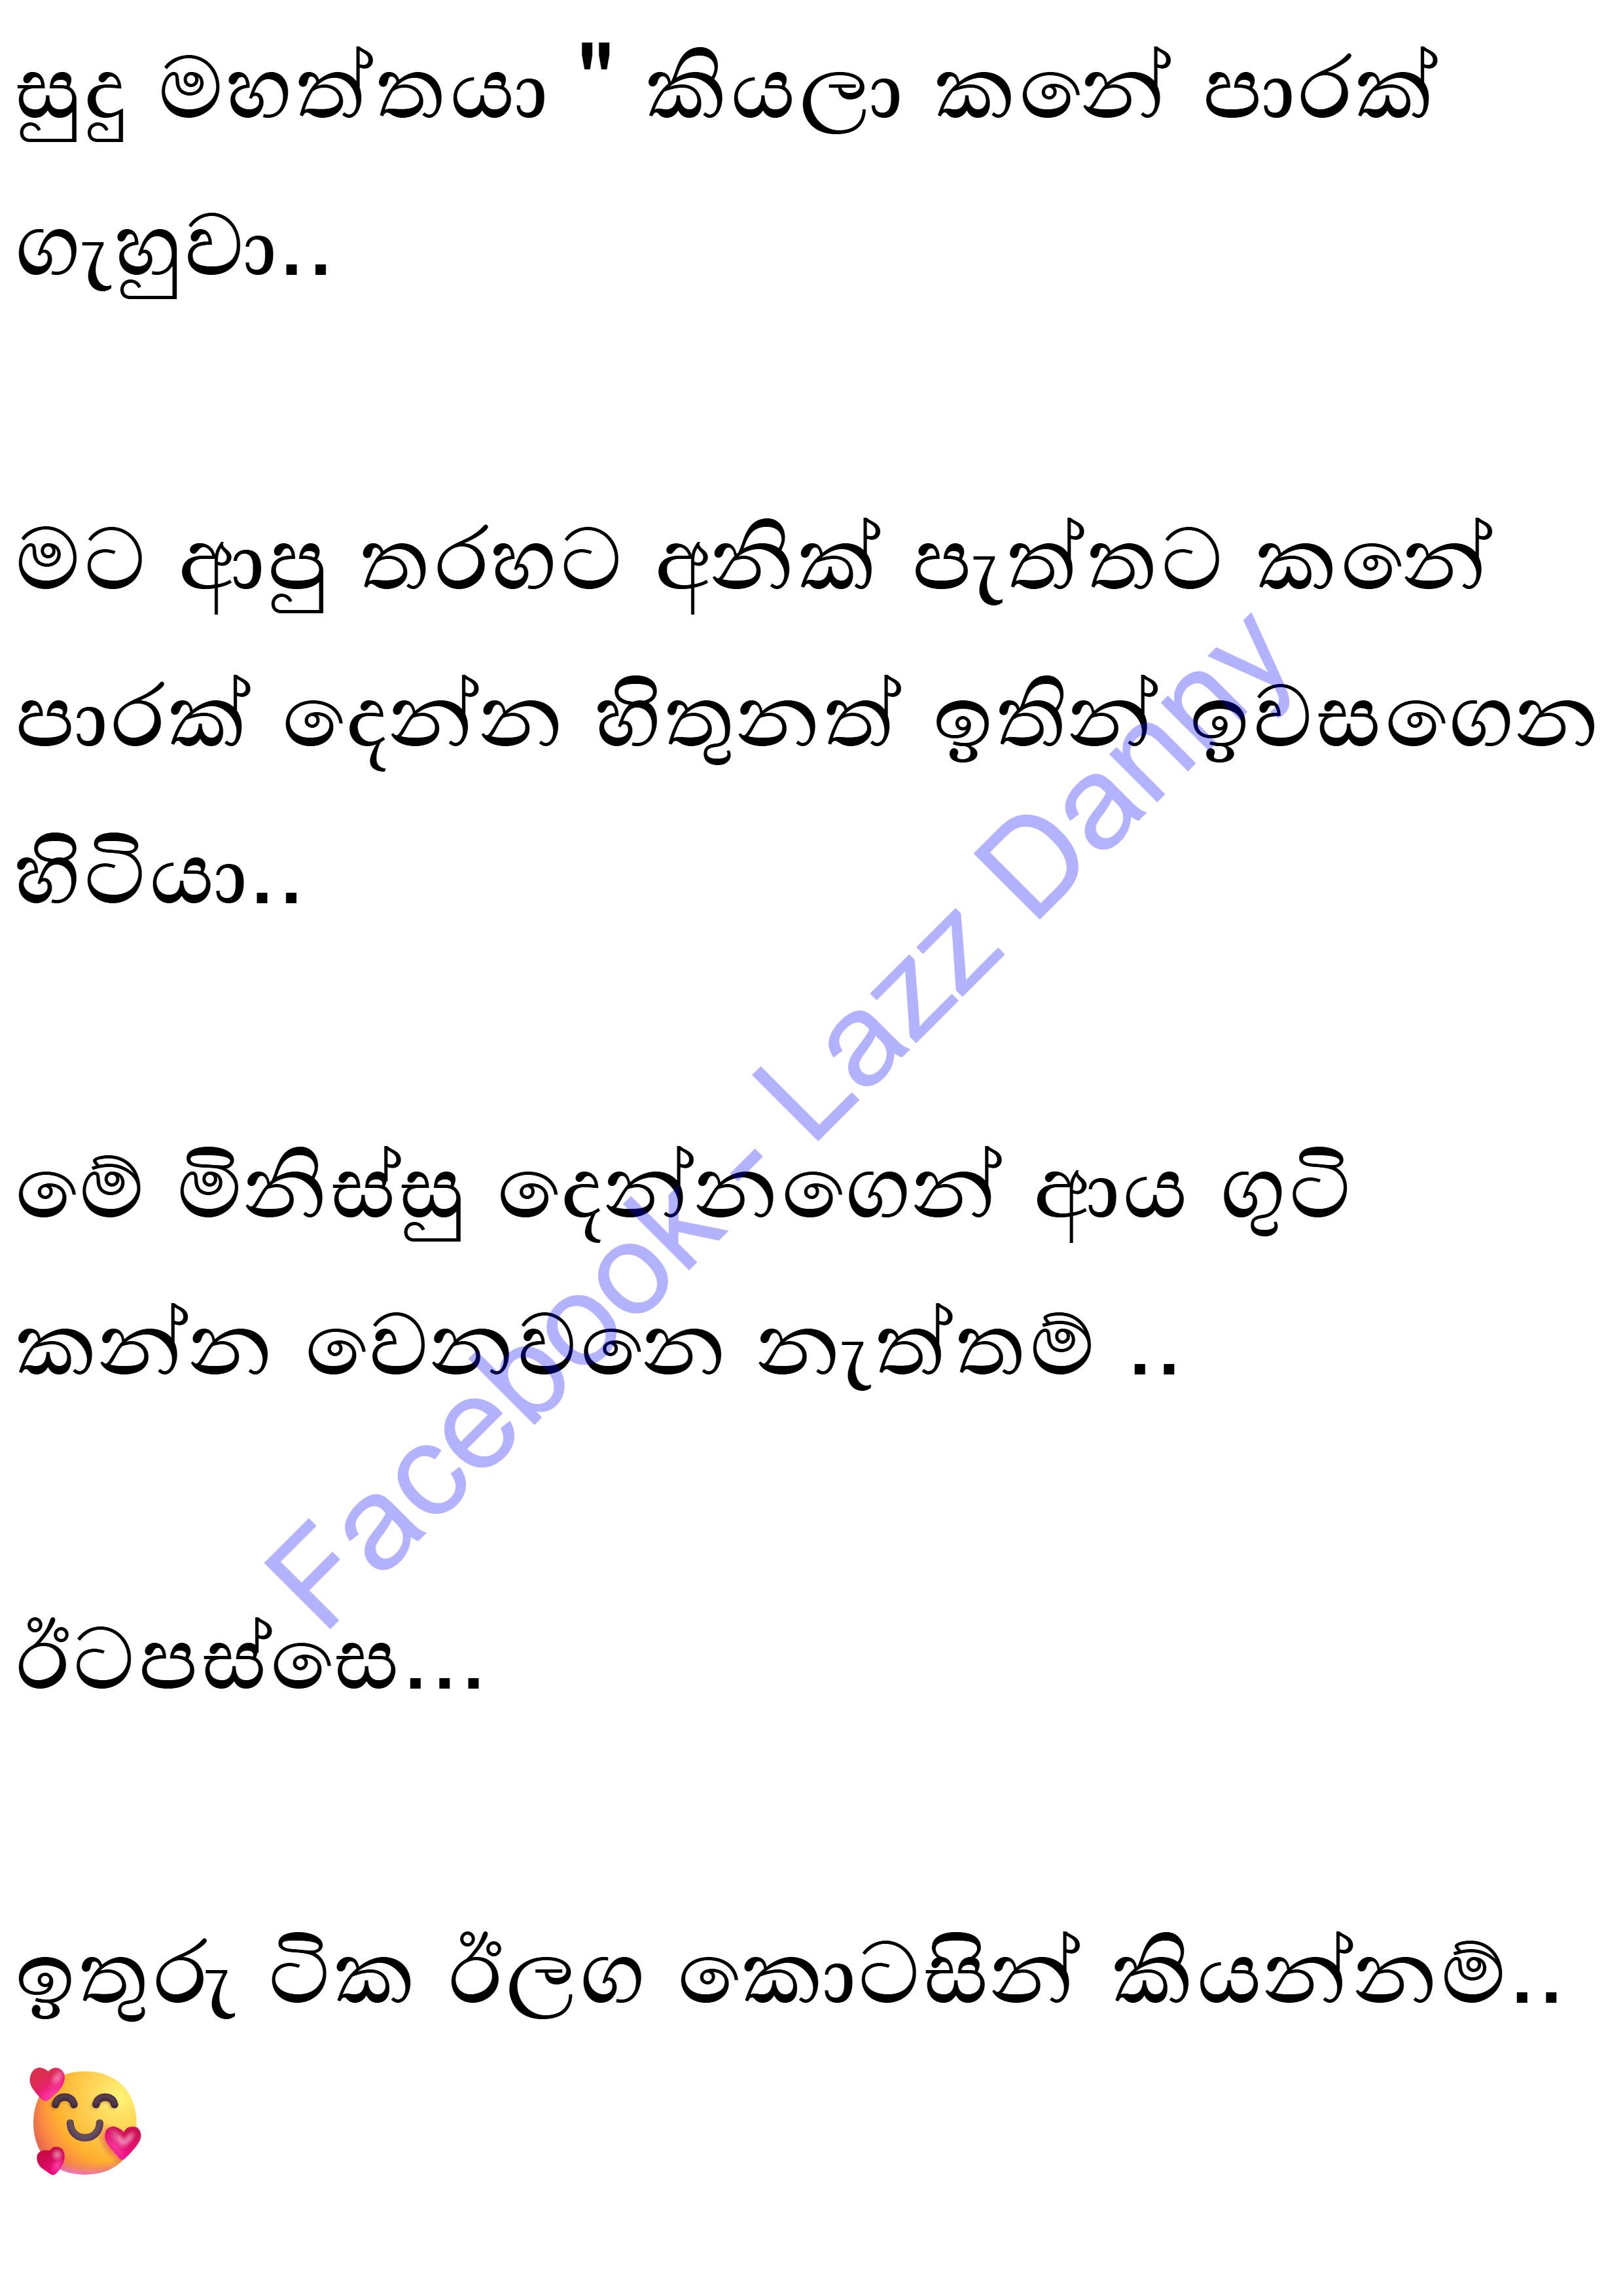 සුදු මහත්තයා " කියලා කනේ පාරක්
ගැහුවා..
මට ආපු තරහට අනික් පැත්තට කනේ
පාරක් දෙන්න හිතුනත් ඉතින් ඉවසගෙන
හිටියා..
මේ මිනිස්සු දෙන්නගෙන් ආය ගුටි
කන්න වෙනවනෙ නැත්තම් ..
ඊටපස්සෙ...
ඉතුරු ටික ඊලග කොටසින් කියන්නම්..
🥰
Facebook - Lazz Danny